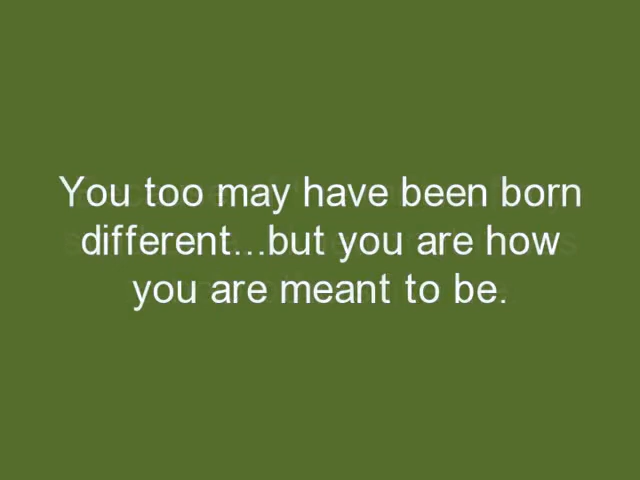 You too may have been born
different...but you are how
you are meant to be.